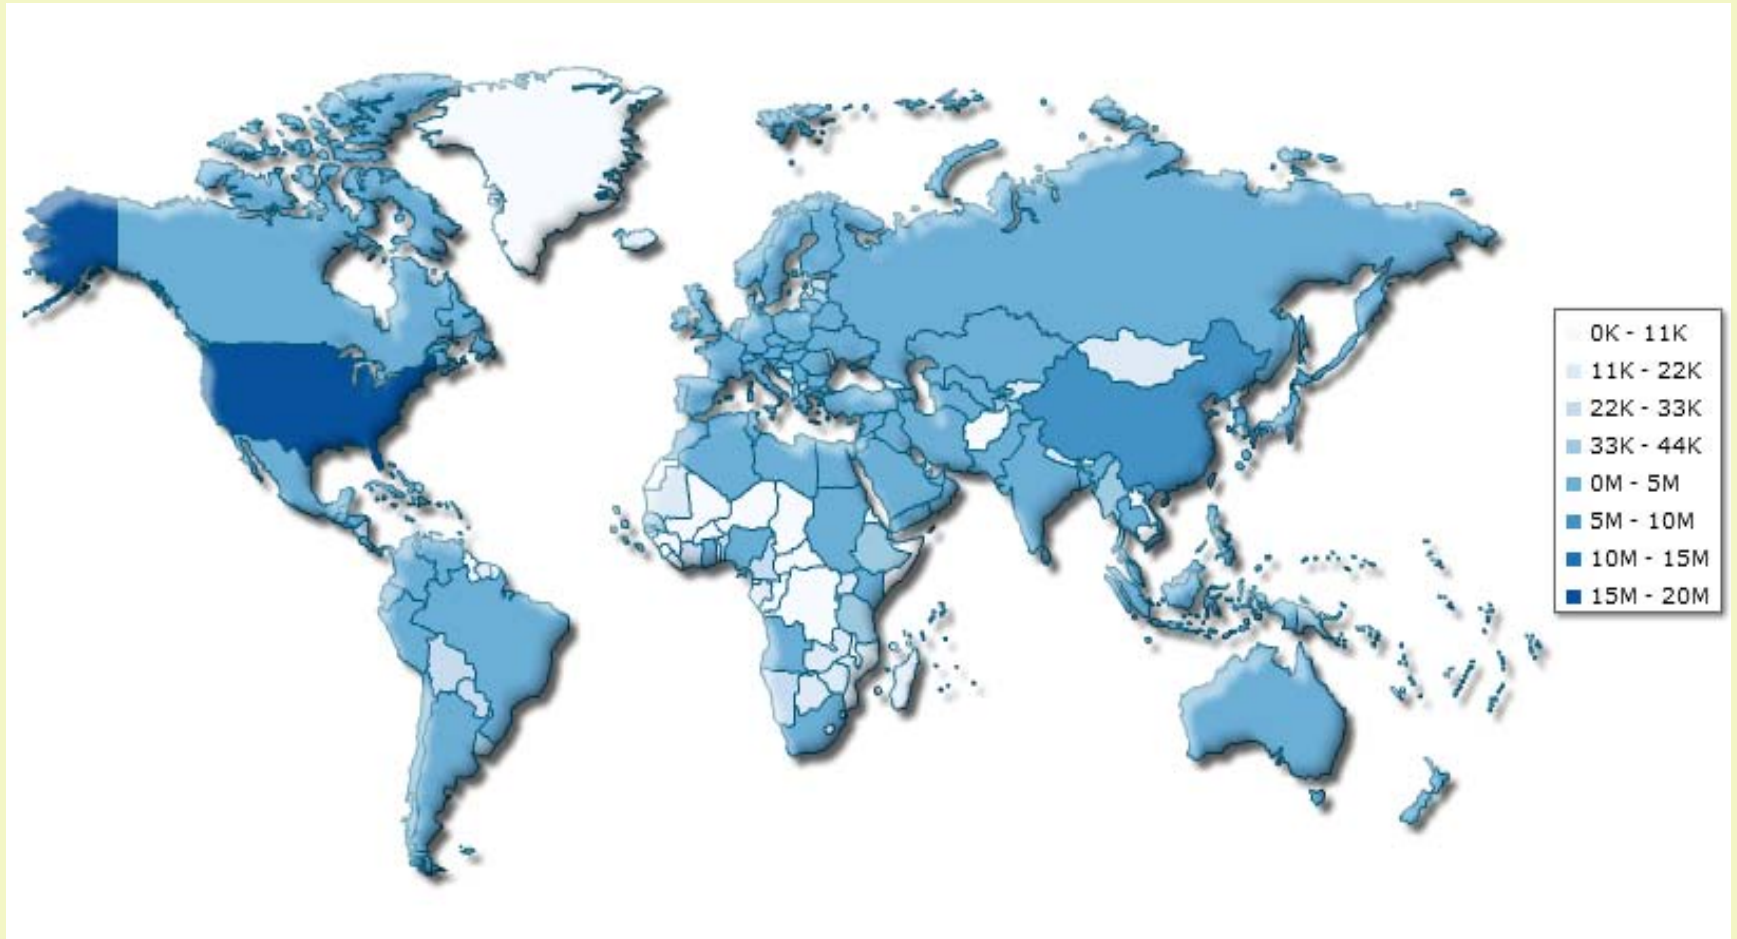 0K - 11K
11K - 22K
22K - 33K
33K - 44K
0M - 5M
5M - 10M
10M - 15M
15M - 20M